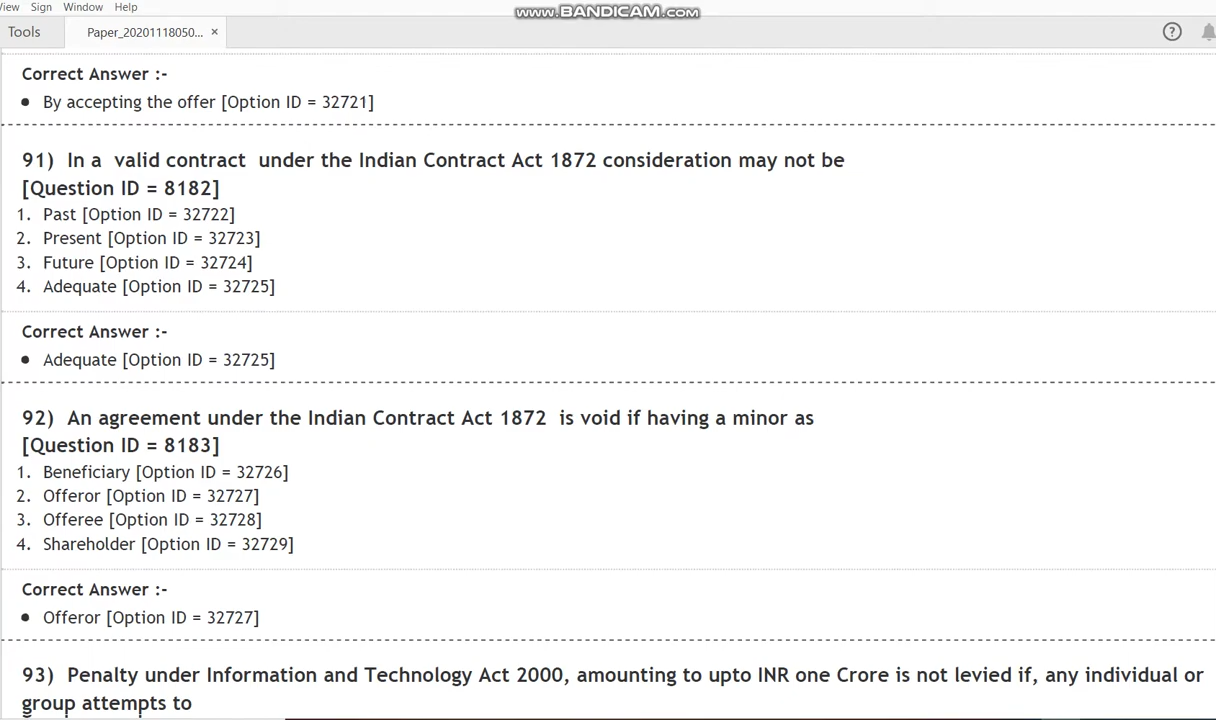 View Sign Window Help
www.BANDICAM.com
Tools Paper_20201118050... × ?
Correct Answer :-
• By accepting the offer [Option ID = 32721]
91) In a valid contract under the Indian Contract Act 1872 consideration may not be
[Question ID = 8182]
1. Past [Option ID = 32722]
2. Present [Option ID = 32723]
3. Future [Option ID = 32724]
4. Adequate [Option ID = 32725]
Correct Answer :-
• Adequate [Option ID = 32725]
92) An agreement under the Indian Contract Act 1872 is void if having a minor as
[Question ID = 8183]
1. Beneficiary [Option ID = 32726]
2. Offeror [Option ID = 32727]
3. Offeree [Option ID = 32728]
4. Shareholder [Option ID = 32729]
Correct Answer :-
• Offeror [Option ID = 32727]
93) Penalty under Information and Technology Act 2000, amounting to upto INR one Crore is not levied if, any individual or
group attempts to